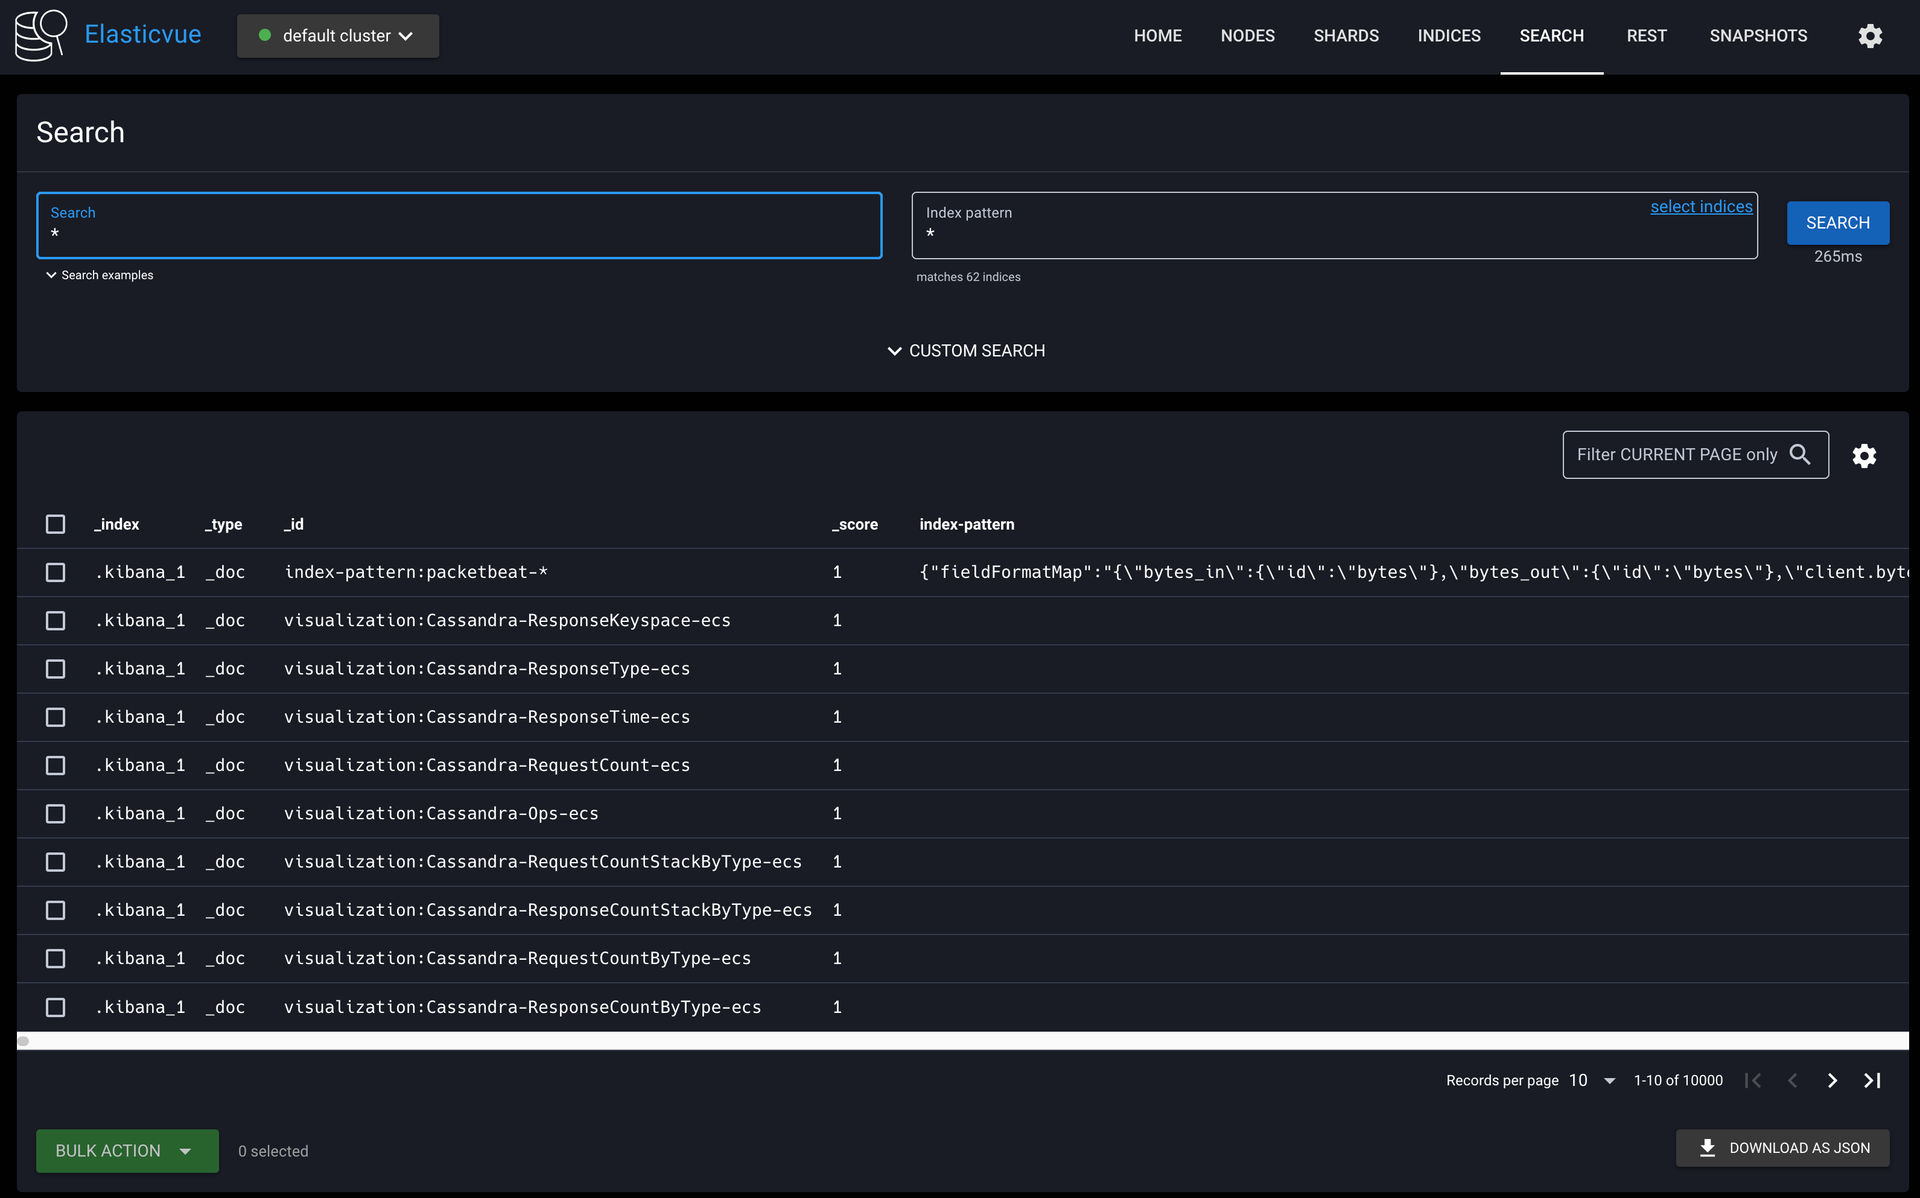 Elasticvue
default cluster
HOME NODES SHARDS INDICES SEARCH REST SNAPSHOTS
Search
Search
*
Index pattern
*
select indices
SEARCH
265ms
Search examples
matches 62 indices
CUSTOM SEARCH
Filter CURRENT PAGE only
_index _type _id _score index-pattern
.kibana_1 _doc index-pattern:packetbeat-* 1 {"fieldFormatMap":"{\"bytes_in\":{\"id\":\"bytes\"},\"bytes_out\":{\"id\":\"bytes\"},\"client.byt
.kibana_1 _doc visualization:Cassandra-ResponseKeyspace-ecs 1
.kibana_1 _doc visualization:Cassandra-ResponseType-ecs 1
.kibana_1 _doc visualization:Cassandra-ResponseTime-ecs 1
.kibana_1 _doc visualization:Cassandra-RequestCount-ecs 1
.kibana_1 _doc visualization:Cassandra-Ops-ecs 1
.kibana_1 _doc visualization:Cassandra-RequestCountStackByType-ecs 1
.kibana_1 _doc visualization:Cassandra-ResponseCountStackByType-ecs 1
.kibana_1 _doc visualization:Cassandra-RequestCountByType-ecs 1
.kibana_1 _doc visualization:Cassandra-ResponseCountByType-ecs 1
Records per page 10 1-10 of 10000
BULK ACTION 0 selected
DOWNLOAD AS JSON